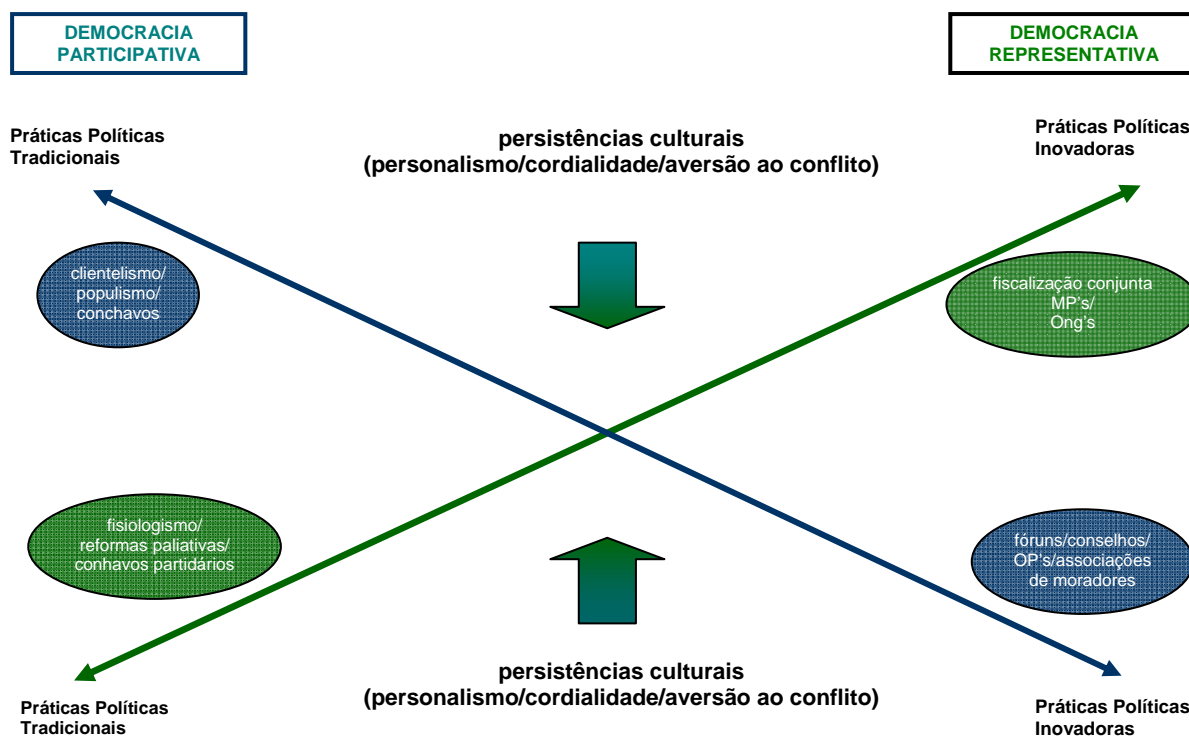 DEMOCRACIA
PARTICIPATIVA
DEMOCRACIA
REPRESENTATIVA
Práticas Políticas
Tradicionais
persistências culturais
(personalismo/cordialidade/aversão ao conflito)
Práticas Políticas
Inovadoras
clientelismo/
populismo/
conchavos
fiscalização conjunta
MP's/
Ong's
fisiologismo/
reformas paliativas/
conhavos partidários
fóruns/conselhos/
OP's/associações
de moradores
persistências culturais
(personalismo/cordialidade/aversão ao conflito)
Práticas Políticas
Tradicionais
Práticas Políticas
Inovadoras